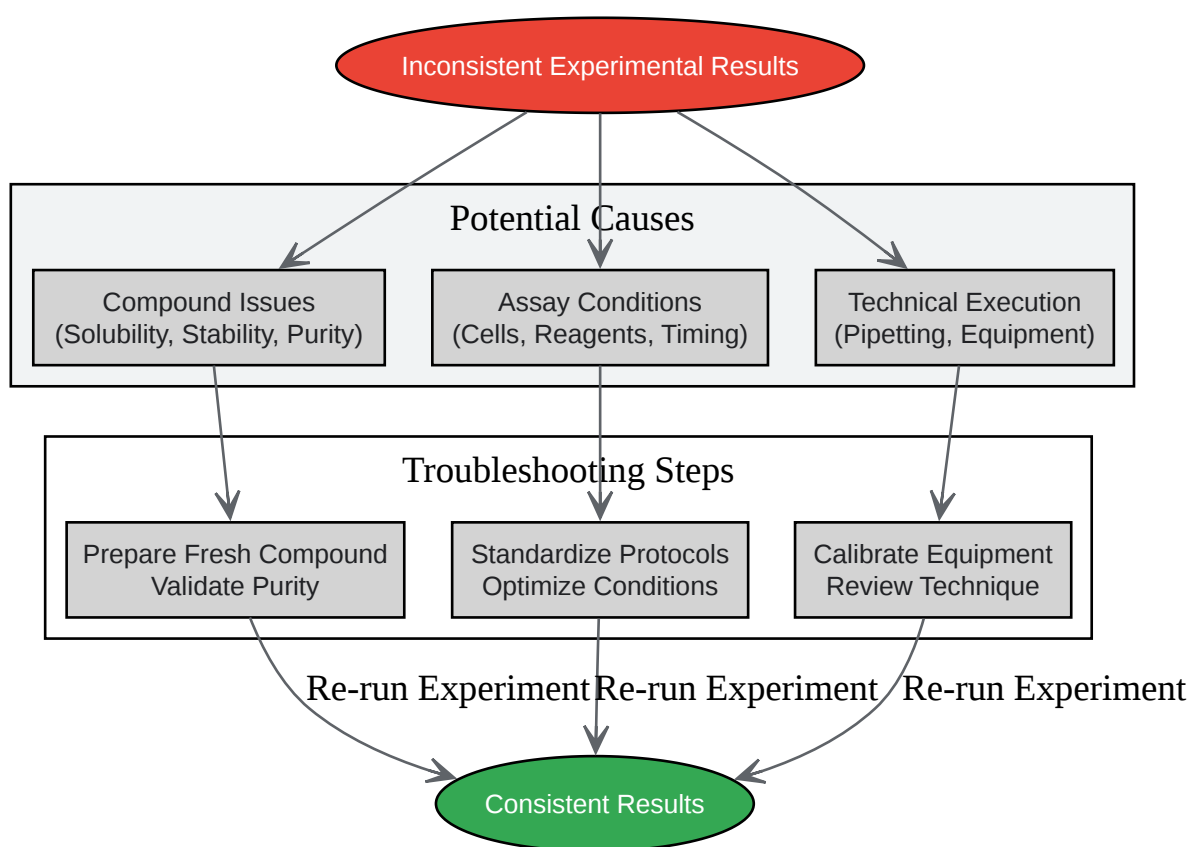 Inconsistent Experimental Results
Potential Causes
Compound Issues
(Solubility, Stability, Purity)
Assay Conditions
(Cells, Reagents, Timing)
Technical Execution
(Pipetting, Equipment)
Troubleshooting Steps
Prepare Fresh Compound
Validate Purity
Standardize Protocols
Optimize Conditions
Calibrate Equipment
Review Technique
Re-run Experiment
Re-run Experiment
Re-run Experiment
Consistent Results